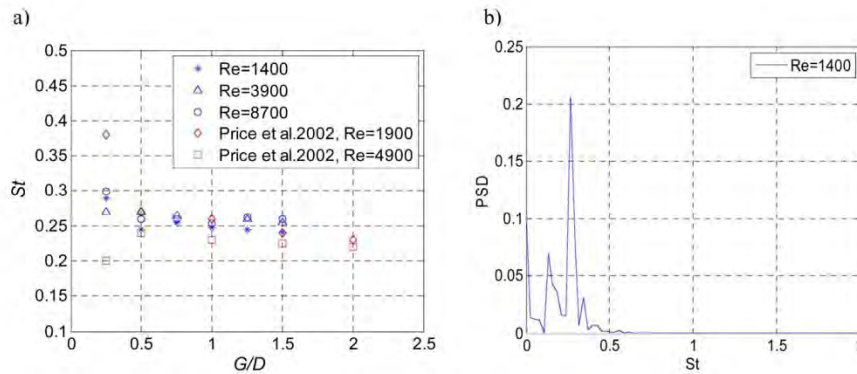 a)
0.5
0.45
0.4
0.35
0.3
0.25
0.2
0.15
0.1
St
0
0.5
1
1.5
2
2.5
G/D
Re=1400
Re=3900
Re=8700
Price et al.2002, Re=1900
Price et al.2002, Re=4900
b)
0.25
0.2
0.15
0.1
0.05
0
PSD
0
0.5
1
1.5
St
Re=1400